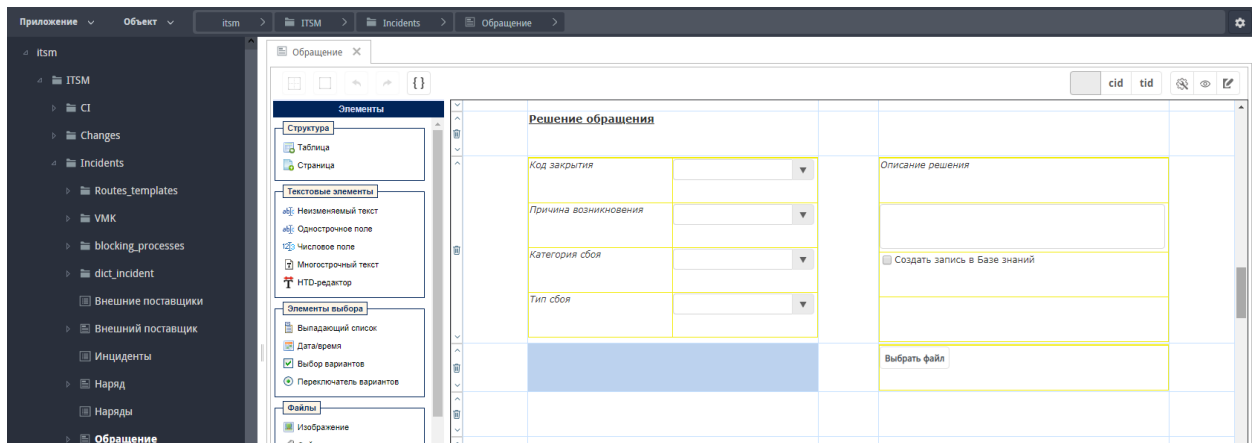 Приложение Объект itsm ITSM Incidents Обращение
itsm
ITSM
CI
Changes
Incidents
Routes_templates
VMK
blocking_processes
dict_incident
Внешние поставщики
Внешний поставщик
Инциденты
Наряд
Наряды
Обращение
Обращение
{} cid tid
Элементы
Структура
Таблица
Страница
Текстовые элементы
Неизменяемый текст
Однострочное поле
Числовое поле
Многострочный текст
HTD-редактор
Элементы выбора
Выпадающий список
Дата/время
Выбор вариантов
Переключатель вариантов
Файлы
Изображение
Решение обращения
Код закрытия
Причина возникновения
Категория сбоя
Тип сбоя
Описание решения
Создать запись в Базе знаний
Выбрать файл